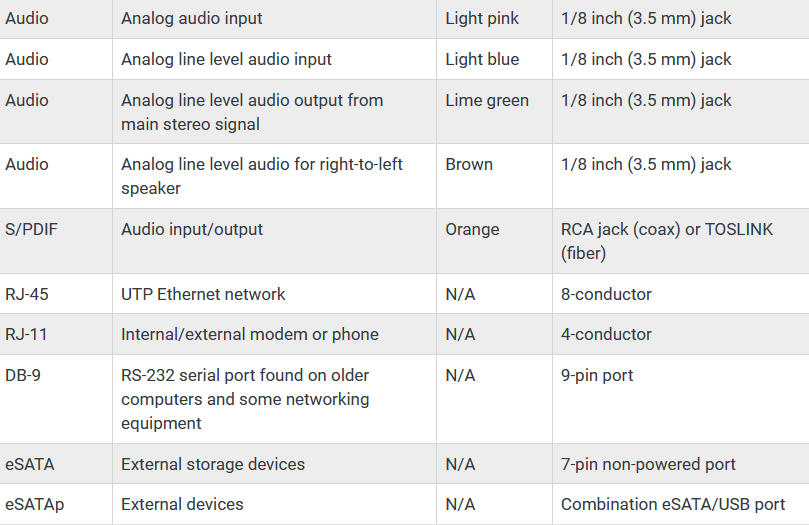 Audio Analog audio input Light pink 1/8 inch (3.5 mm) jack
Audio Analog line level audio input Light blue 1/8 inch (3.5 mm) jack
Audio Analog line level audio output from main stereo signal Lime green 1/8 inch (3.5 mm) jack
Audio Analog line level audio for right-to-left speaker Brown 1/8 inch (3.5 mm) jack
S/PDIF Audio input/output Orange RCA jack (coax) or TOSLINK (fiber)
RJ-45 UTP Ethernet network N/A 8-conductor
RJ-11 Internal/external modem or phone N/A 4-conductor
DB-9 RS-232 serial port found on older computers and some networking equipment N/A 9-pin port
eSATA External storage devices N/A 7-pin non-powered port
eSATAp External devices N/A Combination eSATA/USB port